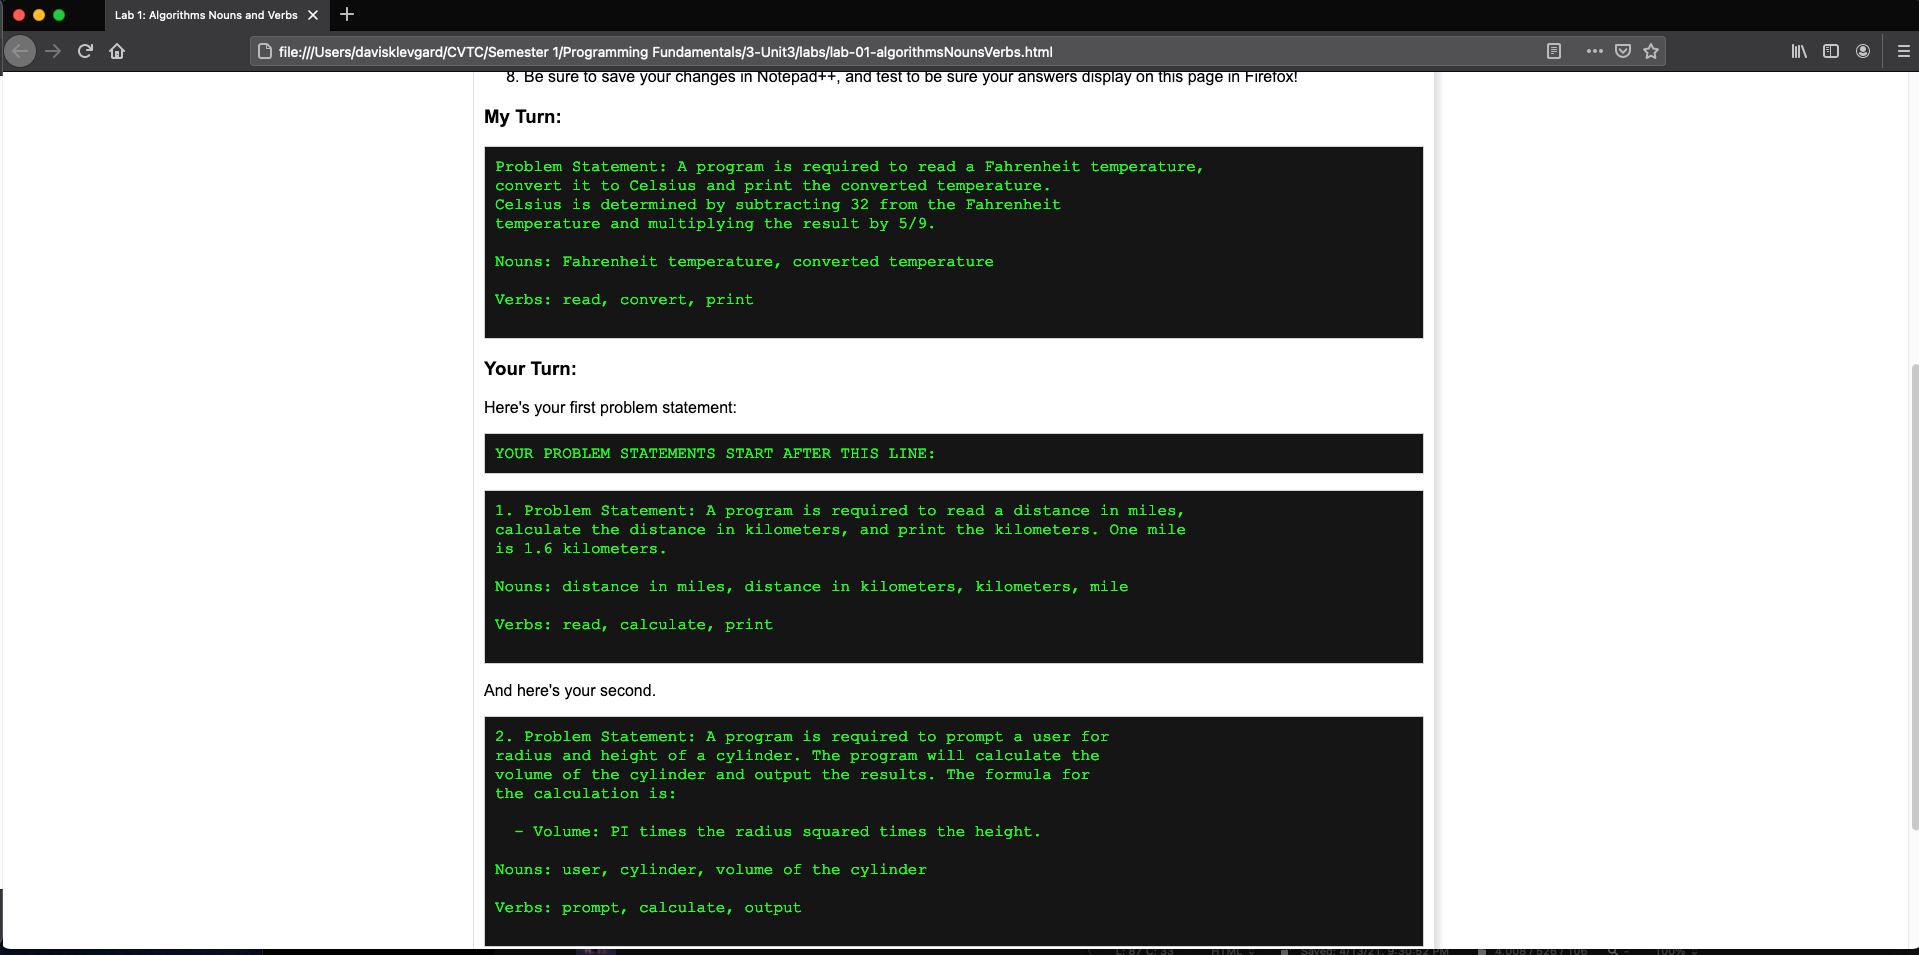 Lab 1: Algorithms Nouns and Verbs
file:///Users/davisklevgard/CVTC/Semester 1/Programming Fundamentals/3-Unit3/labs/lab-01-algorithmsNounsVerbs.html
8. Be sure to save your changes in Notepad++, and test to be sure your answers display on this page in Firefox!
My Turn:
Problem Statement: A program is required to read a Fahrenheit temperature,
convert it to Celsius and print the converted temperature.
Celsius is determined by subtracting 32 from the Fahrenheit
temperature and multiplying the result by 5/9.
Nouns: Fahrenheit temperature, converted temperature
Verbs: read, convert, print
Your Turn:
Here's your first problem statement:
YOUR PROBLEM STATEMENTS START AFTER THIS LINE:
1. Problem Statement: A program is required to read a distance in miles,
calculate the distance in kilometers, and print the kilometers. One mile
is 1.6 kilometers.
Nouns: distance in miles, distance in kilometers, kilometers, mile
Verbs: read, calculate, print
And here's your second.
2. Problem Statement: A program is required to prompt a user for
radius and height of a cylinder. The program will calculate the
volume of the cylinder and output the results. The formula for
the calculation is:
- Volume: PI times the radius squared times the height.
Nouns: user, cylinder, volume of the cylinder
Verbs: prompt, calculate, output